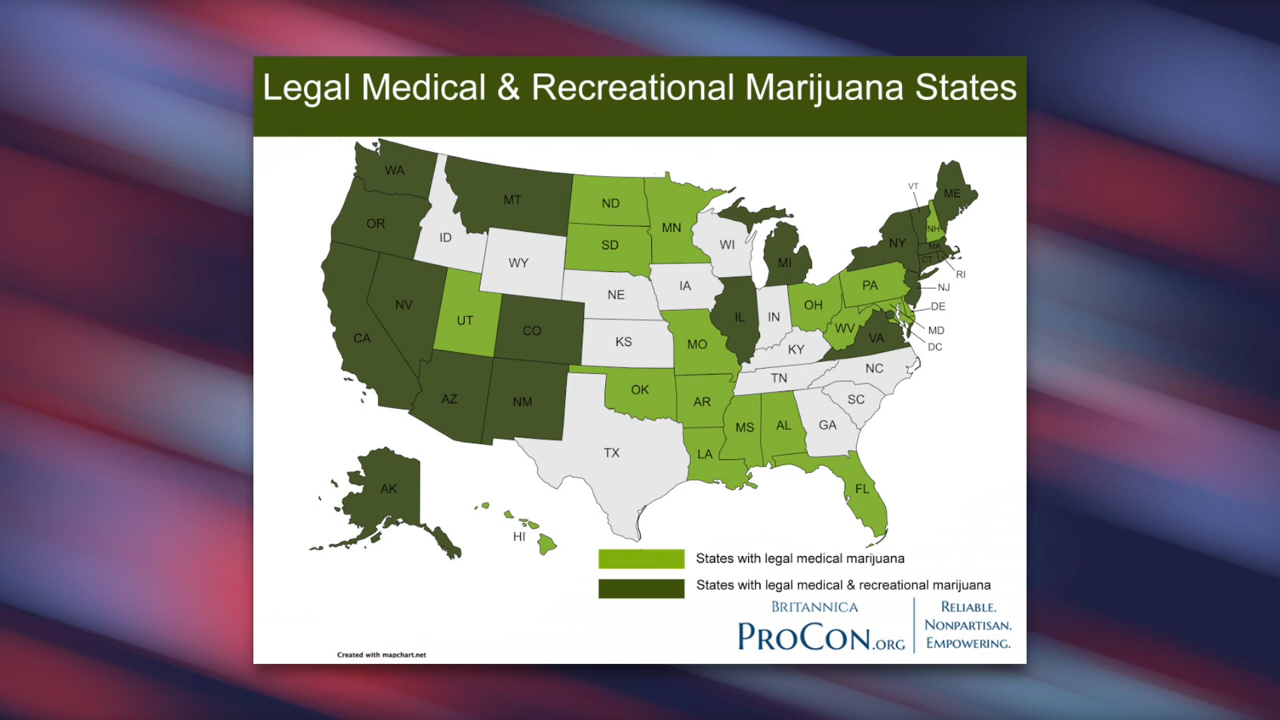 Legal Medical & Recreational Marijuana States
WA
MT
ND
MN
VT
ME
OR
ID
SD
WI
NY
NH
MA
WY
MI
CT
RI
NV
NE
IA
PA
NJ
UT
CO
IL
IN
OH
DE
CA
KS
MO
WV
VA
MD
KY
DC
AZ
NM
OK
AR
TN
NC
TX
LA
MS
AL
GA
SC
AK
FL
HI
States with legal medical marijuana
States with legal medical & recreational marijuana
BRITANNICA
PROCON.ORG
RELIABLE.
NONPARTISAN.
EMPOWERING.
Created with mapchart.net